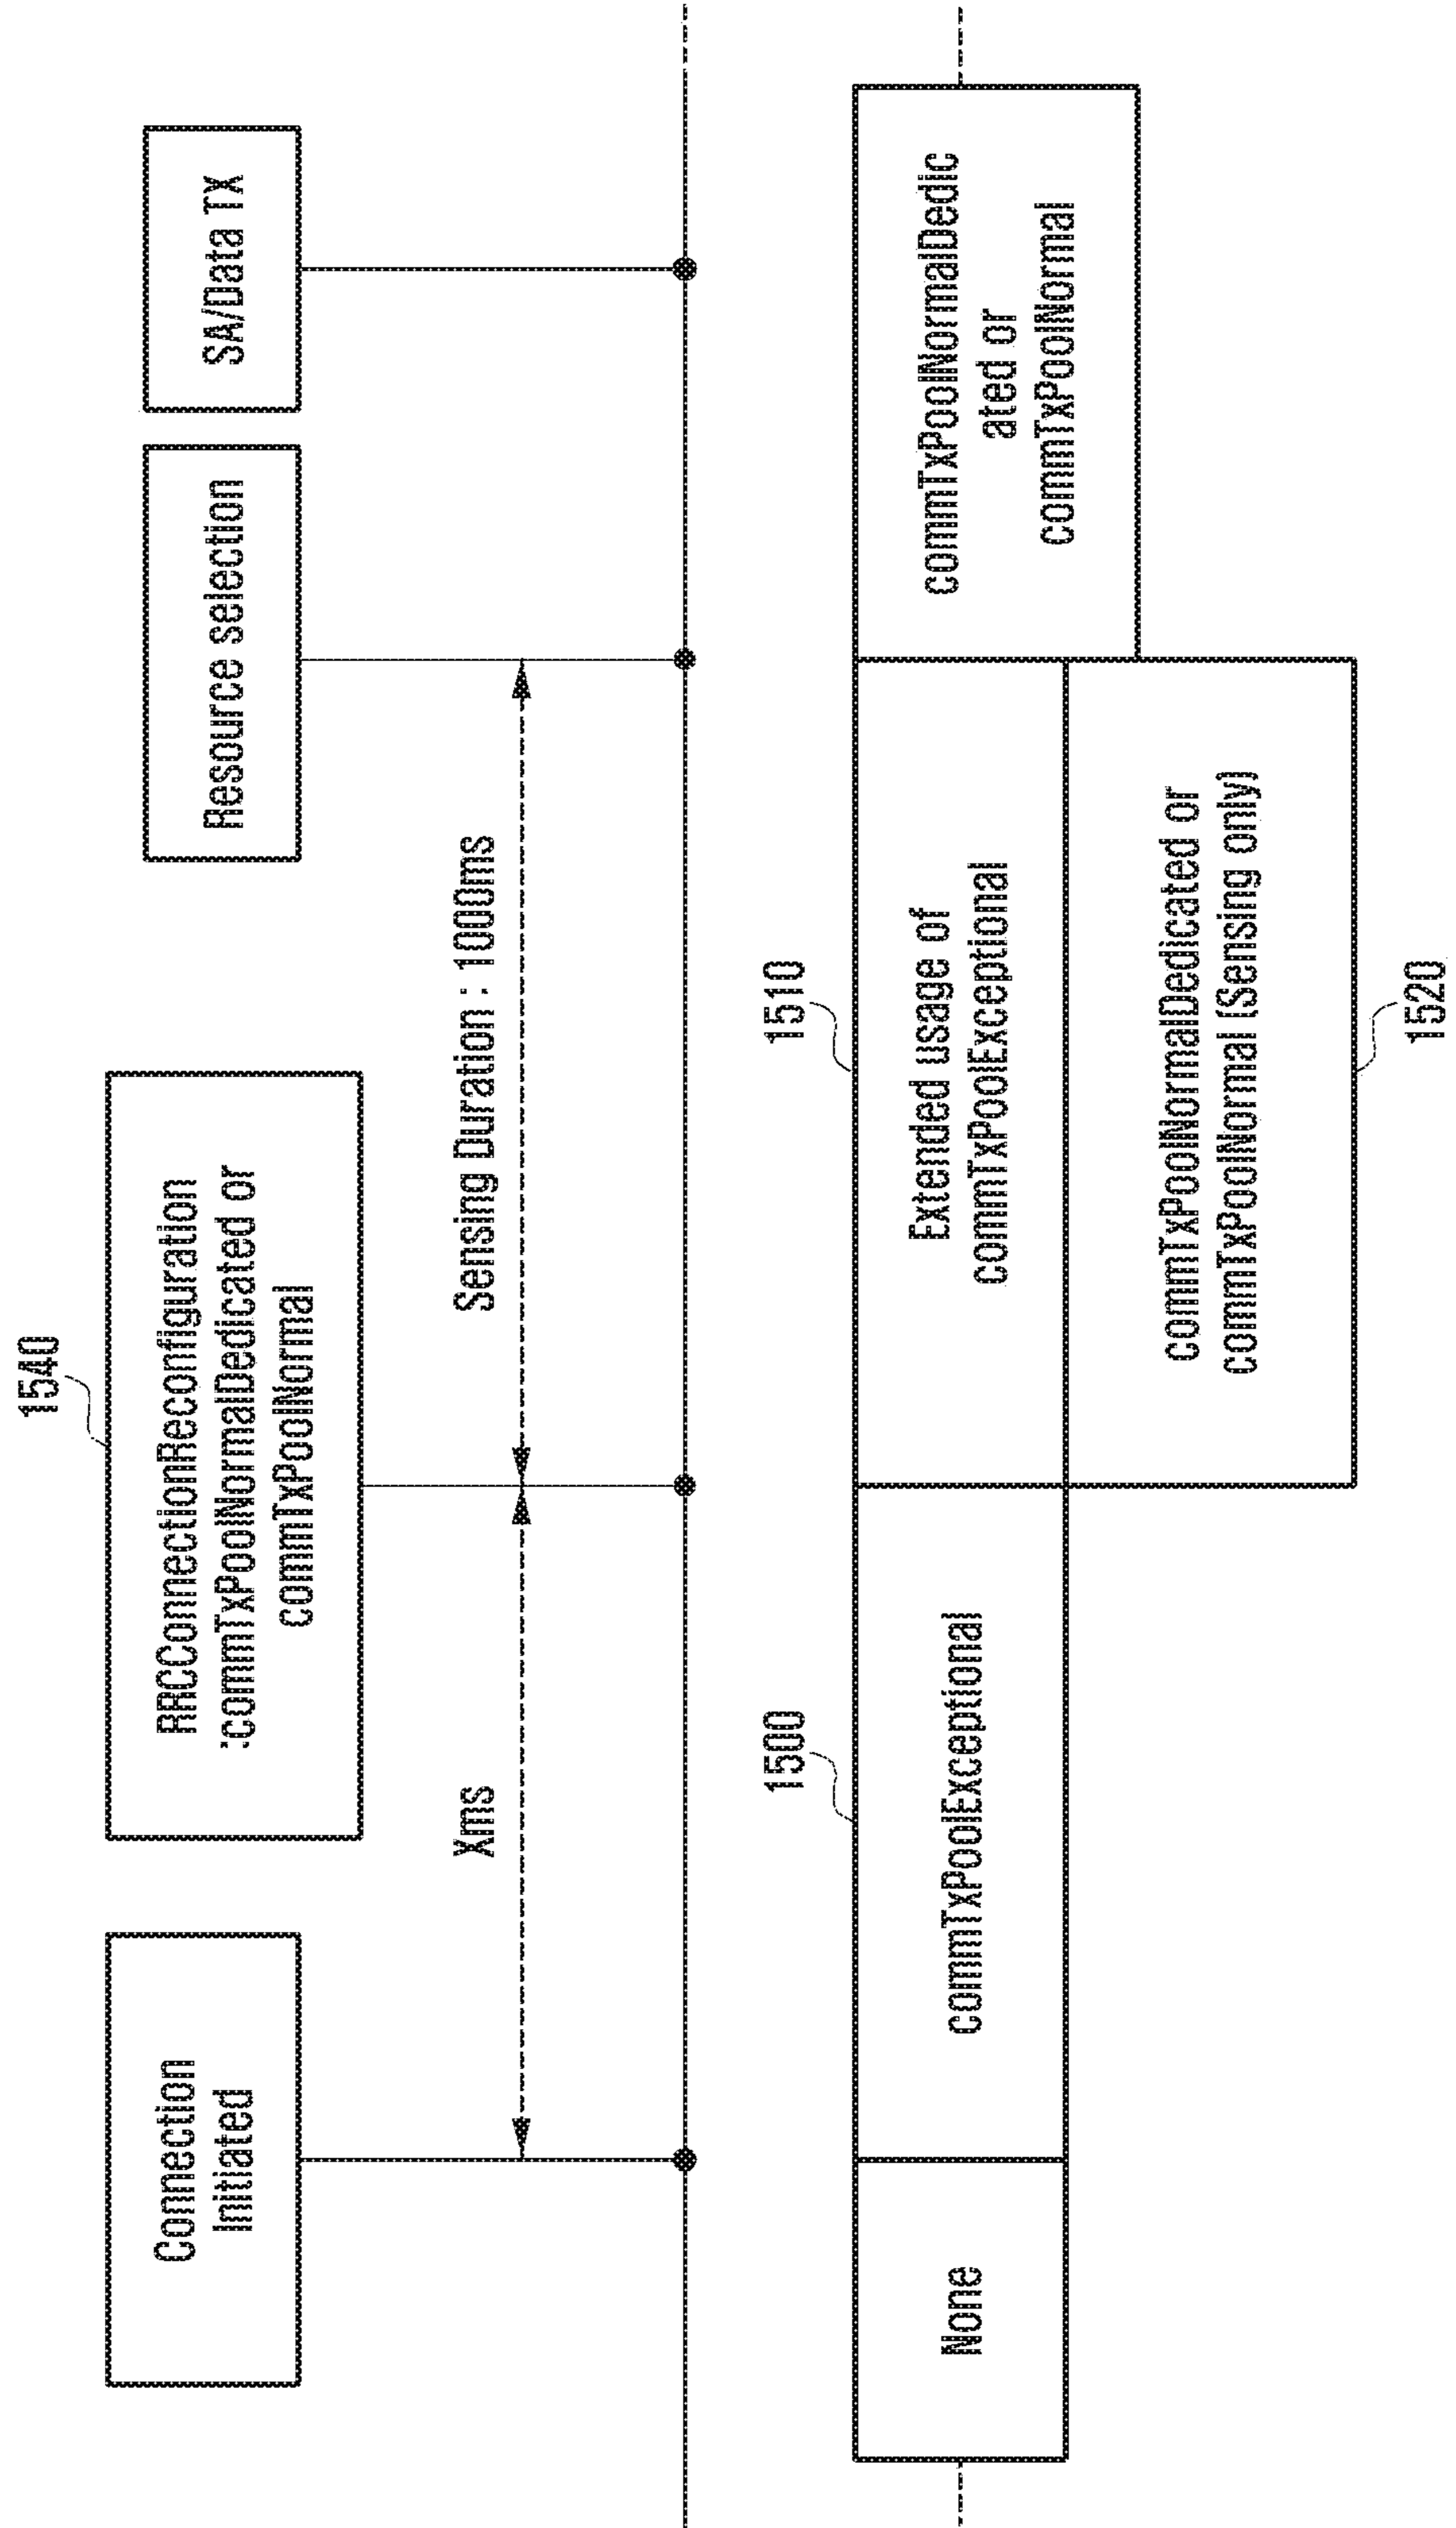 1540
Connection
Initiated
RRCConnectionReconfiguration
:commTxPoolNormalDedicated or
commTxPoolNormal
Resource selection
SA/Data TX
Xms
Sensing Duration : 100ms
1500
1510
None
commTxPoolExceptional
Extended usage of
commTxPoolExceptional
commTxPoolNormalDedic
ated or
commTxPoolNormal
commTxPoolNormalDedicated or
commTxPoolNormal (Sensing only)
1520